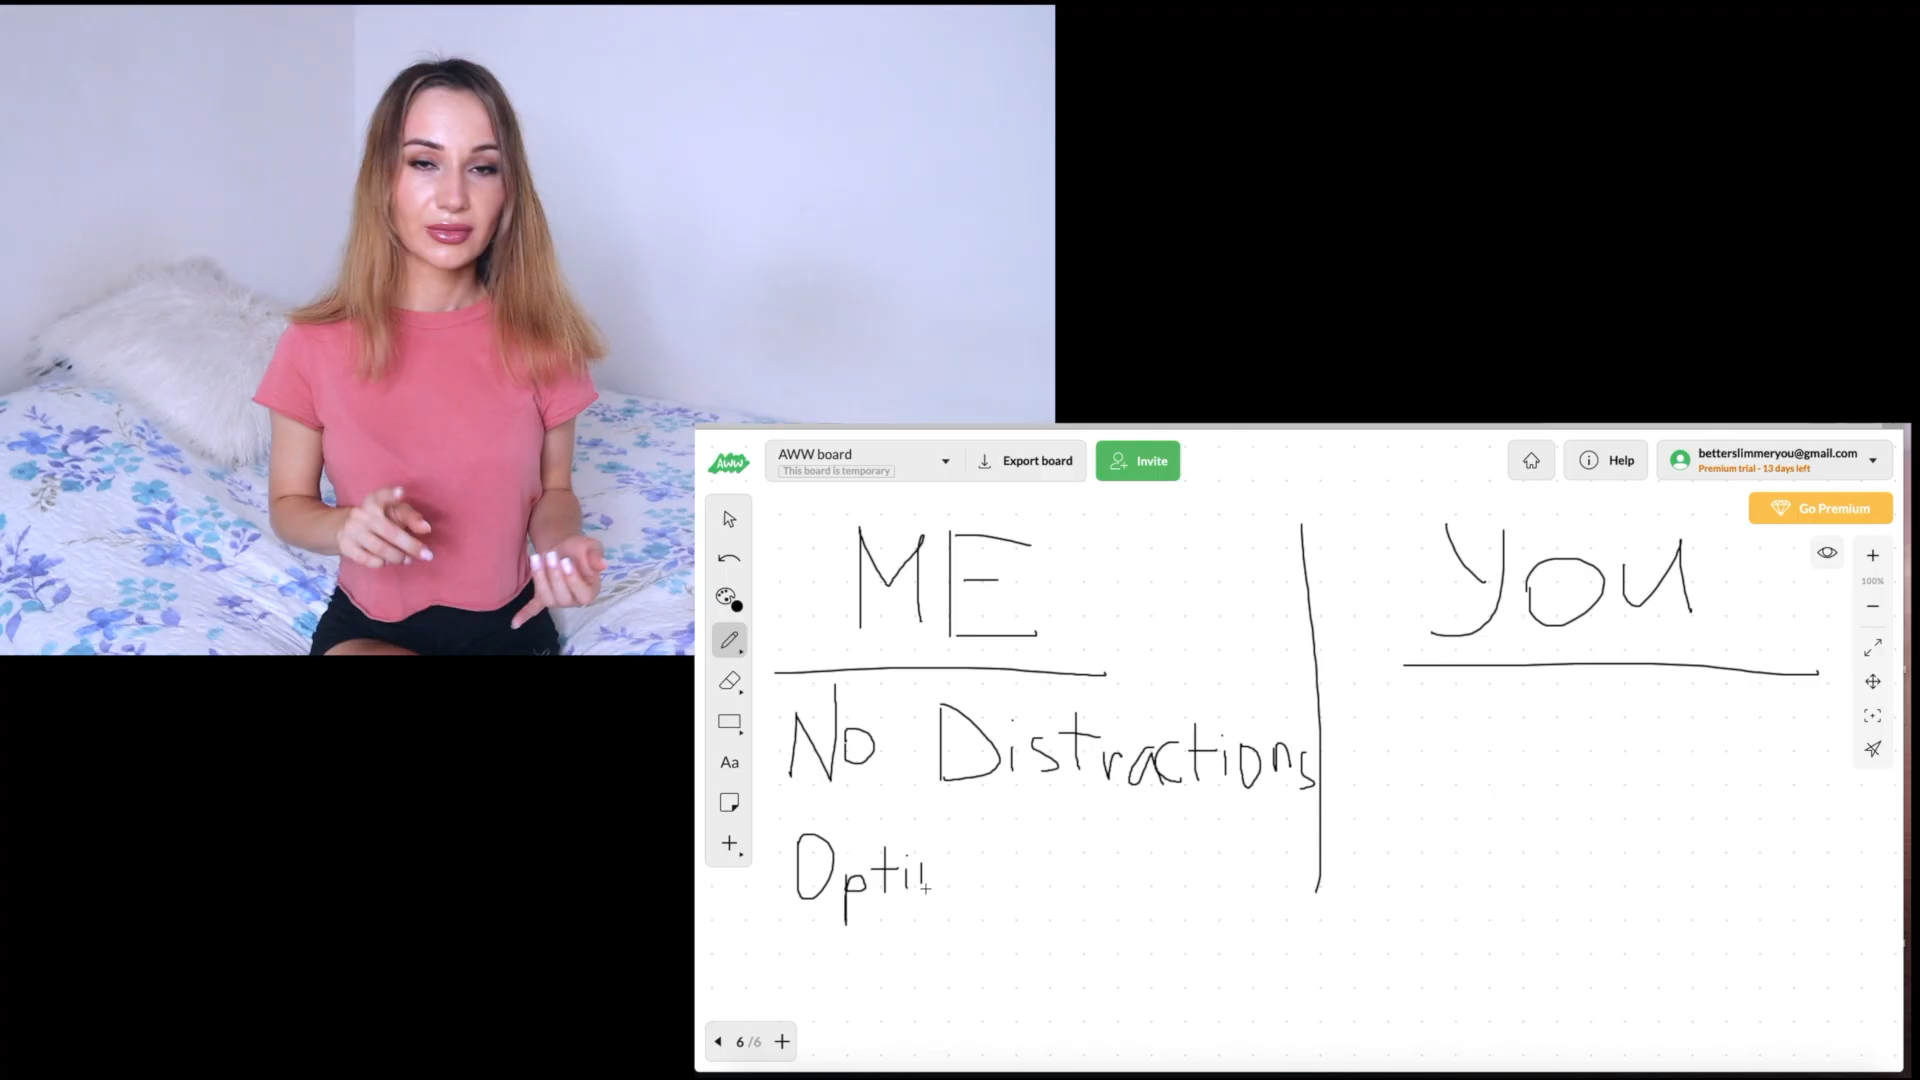 AWW
AWW board
This board is temporary
Export board
Invite
Help
betterslimmeryou@gmail.com
Premium trial - 13 days left
Go Premium
100%
ME
YOU
No Distractions
Opti
Aa
6 /6